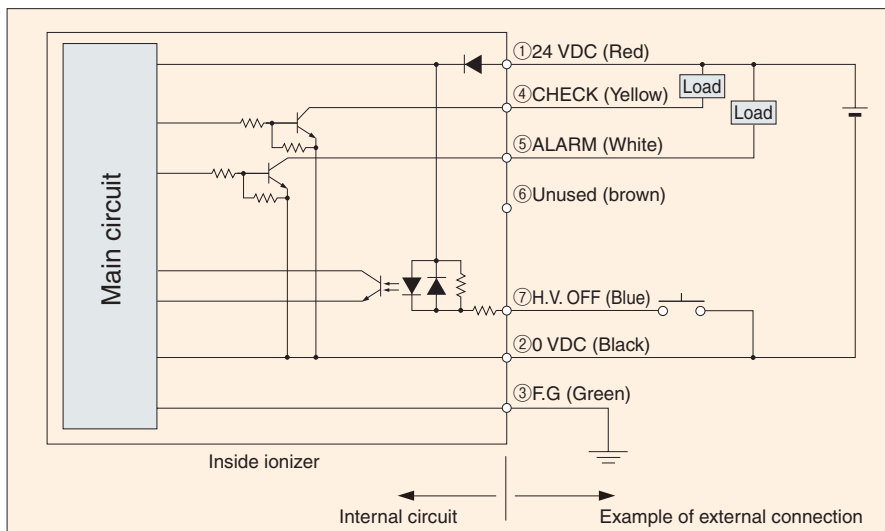 Main circuit
①24 VDC (Red)
④CHECK (Yellow)
Load
Load
⑤ALARM (White)
⑥Unused (brown)
⑦H.V. OFF (Blue)
②0 VDC (Black)
③F.G (Green)
Inside ionizer
Internal circuit
Example of external connection